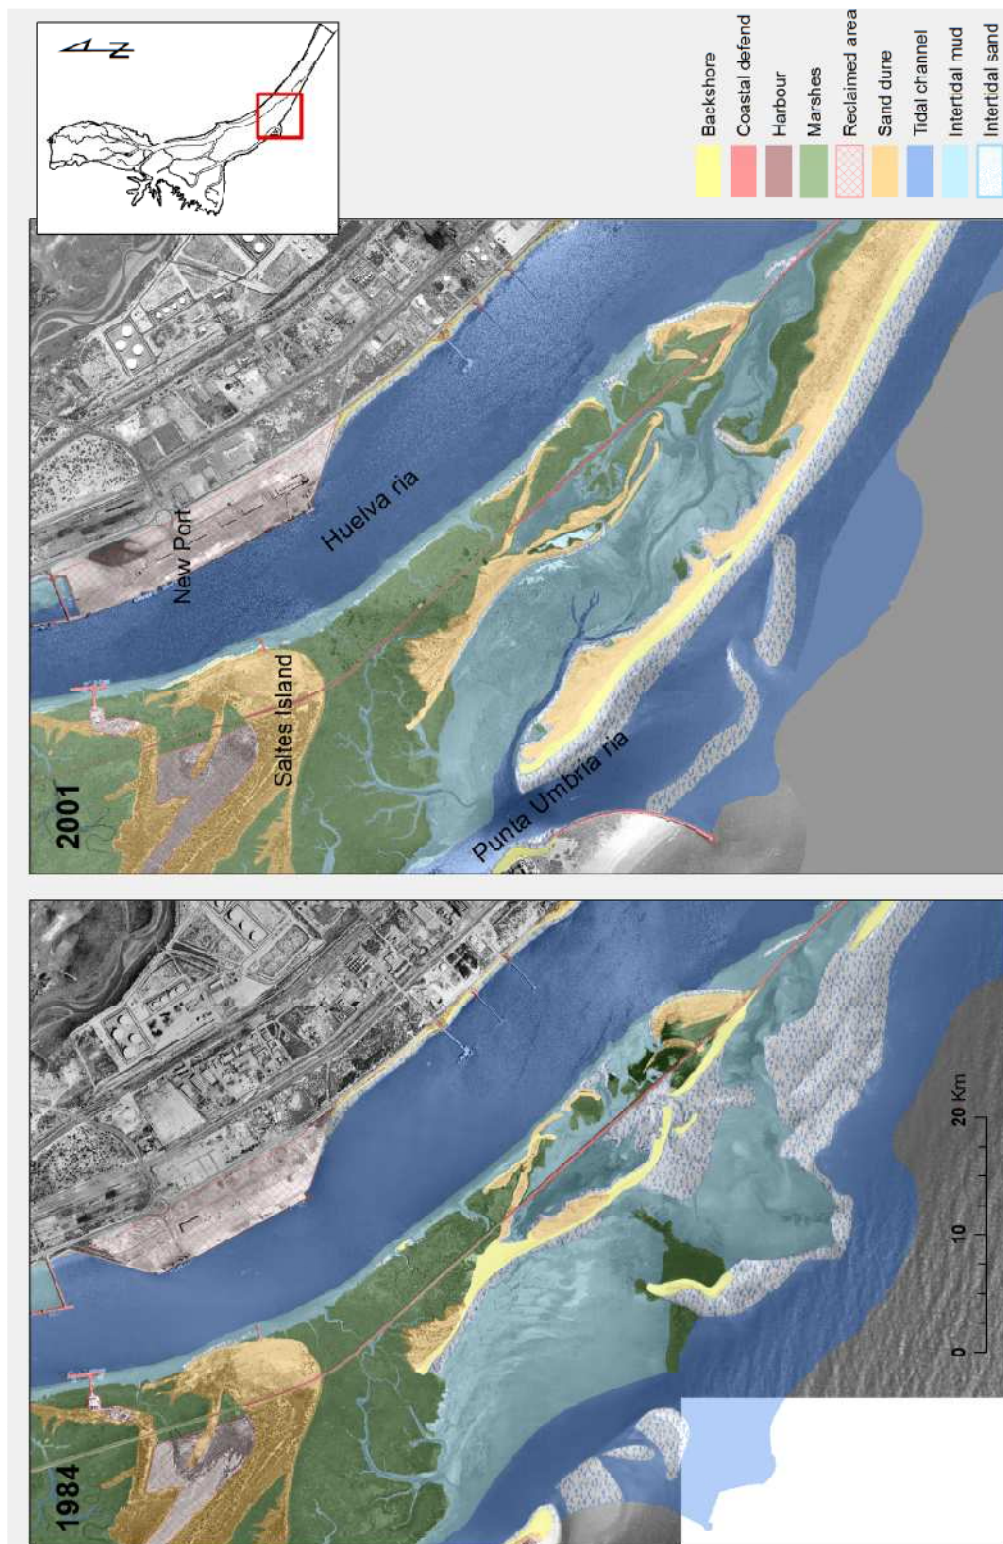 N
Backshore
Coastal defend
Harbour
Marshes
Reclaimed area
Sand dune
Tidal channel
Intertidal mud
Intertidal sand
2001
New Port
Huelva ria
Saltes Island
Punta Umbria ria
1984
0 10 20 Km